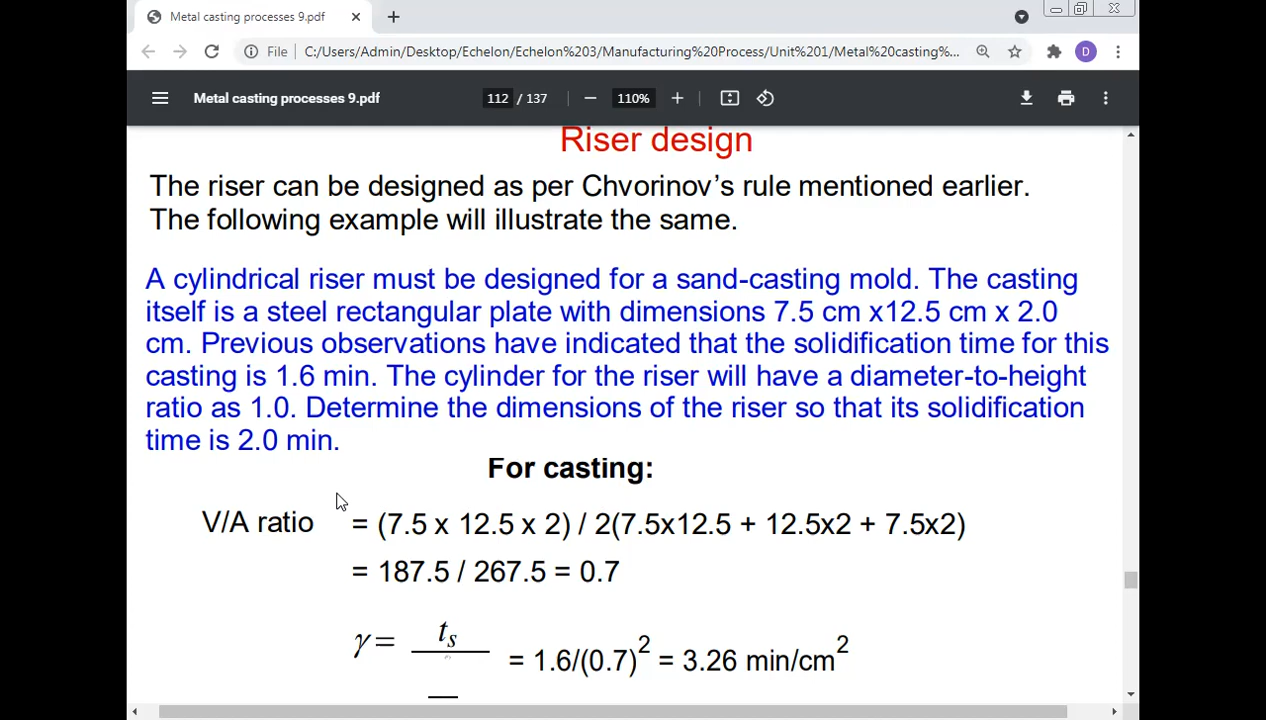 Metal casting processes 9.pdf
File C:/Users/Admin/Desktop/Echelon/Echelon%203/Manufacturing%20Process/Unit%201/Metal%20casting%... D
Metal casting processes 9.pdf 112 / 137 110%
Riser design
The riser can be designed as per Chvorinov’s rule mentioned earlier.
The following example will illustrate the same.
A cylindrical riser must be designed for a sand-casting mold. The casting
itself is a steel rectangular plate with dimensions 7.5 cm x12.5 cm x 2.0
cm. Previous observations have indicated that the solidification time for this
casting is 1.6 min. The cylinder for the riser will have a diameter-to-height
ratio as 1.0. Determine the dimensions of the riser so that its solidification
time is 2.0 min.
For casting:
V/A ratio = (7.5 x 12.5 x 2) / 2(7.5x12.5 + 12.5x2 + 7.5x2)
= 187.5 / 267.5 = 0.7
γ = ts = 1.6/(0.7)2 = 3.26 min/cm2